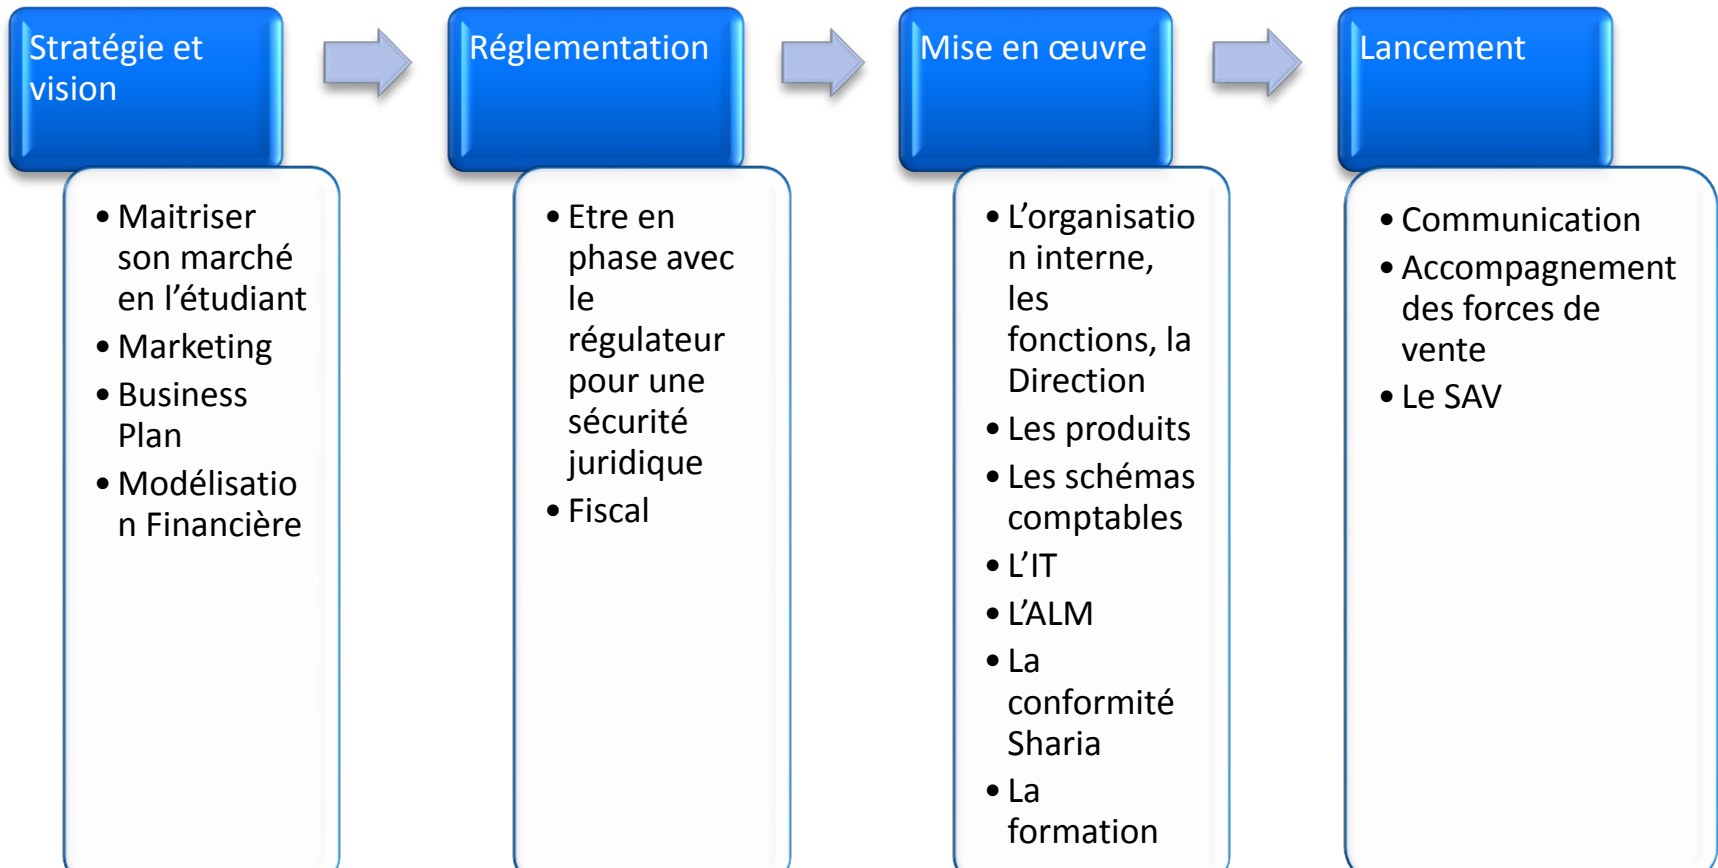 Stratégie et
vision
• Maitriser
son marché
en l’étudiant
• Marketing
• Business
Plan
• Modélisatio
n Financière
Réglementation
• Etre en
phase avec
le
régulateur
pour une
sécurité
juridique
• Fiscal
Mise en œuvre
• L’organisatio
n interne,
les
fonctions, la
Direction
• Les produits
• Les schémas
comptables
• L’IT
• L’ALM
• La
conformité
Sharia
• La
formation
Lancement
• Communication
• Accompagnement
des forces de
vente
• Le SAV